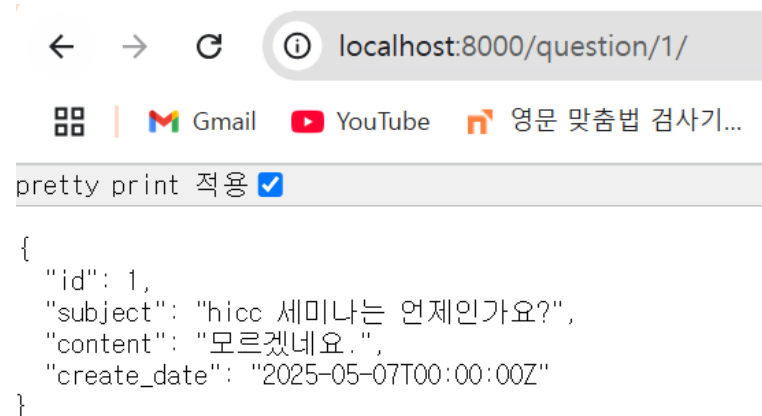 localhost:8000/question/1/
Gmail YouTube 영문 맞춤법 검사기...
pretty print 적용
{
"id": 1,
"subject": "hicc 세미나는 언제인가요?",
"content": "모르겠네요.",
"create_date": "2025-05-07T00:00:00Z"
}